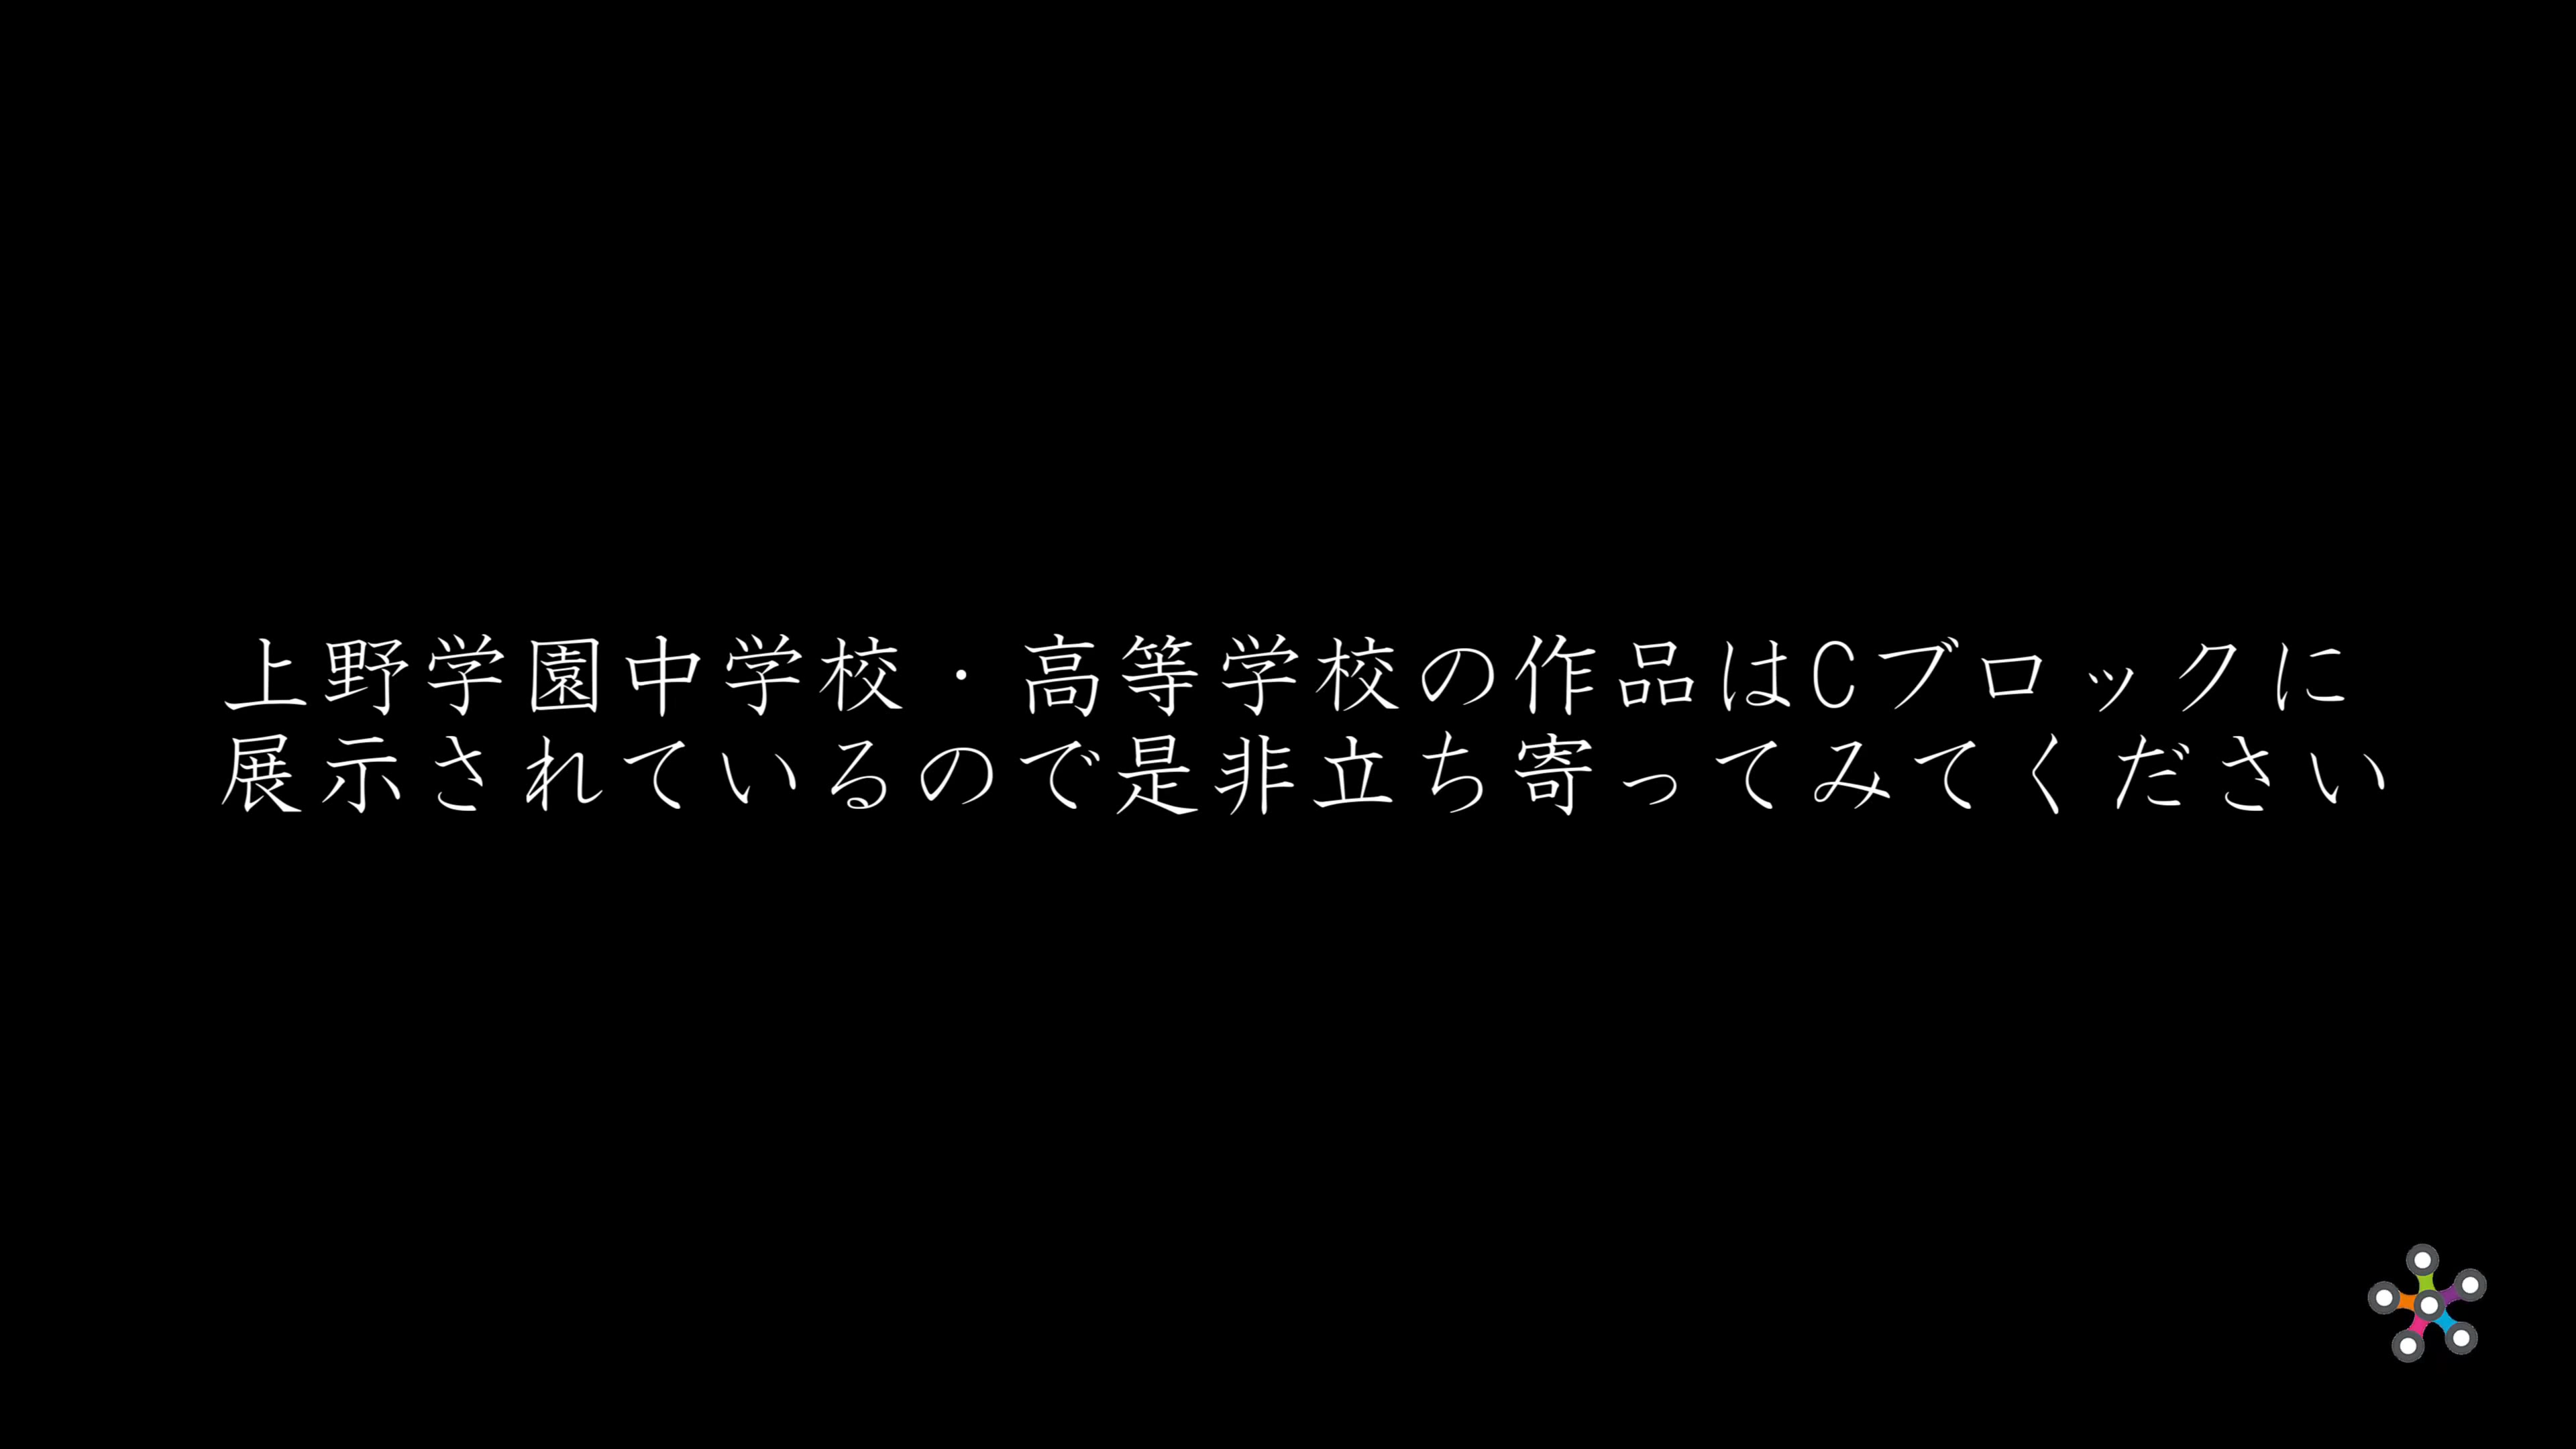 上野学園中学校・高等学校の作品はCブロックに
展示されているので是非立ち寄ってみてください